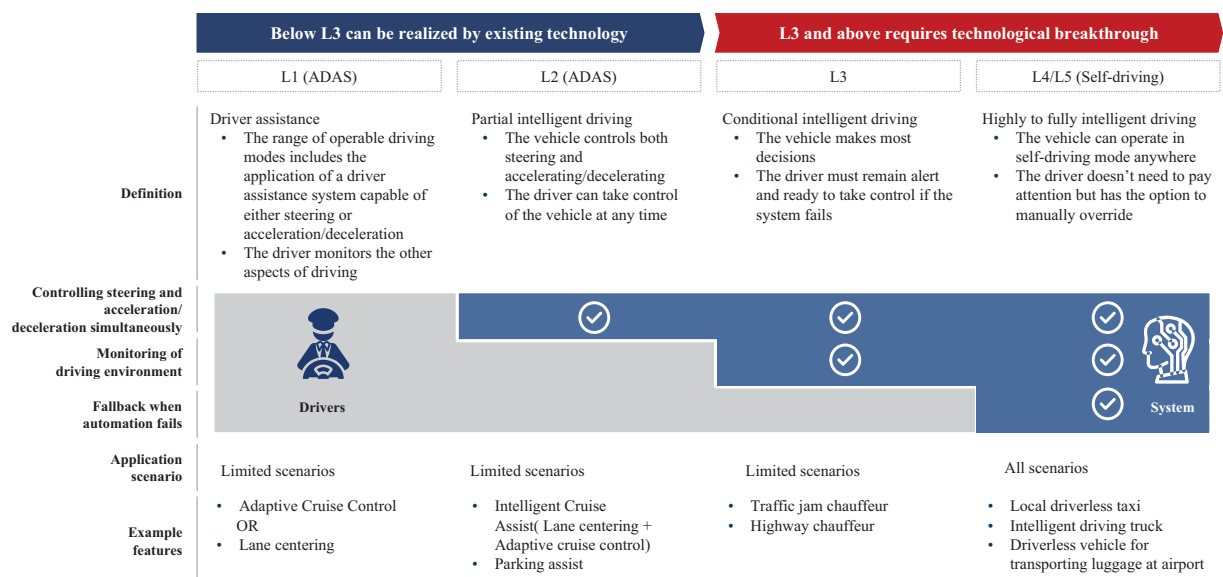 Below L3 can be realized by existing technology
L3 and above requires technological breakthrough
L1 (ADAS)
L2 (ADAS)
L3
L4/L5 (Self-driving)
Definition
Driver assistance
• The range of operable driving
modes includes the
application of a driver
assistance system capable of
either steering or
acceleration/deceleration
• The driver monitors the other
aspects of driving
Partial intelligent driving
• The vehicle controls both
steering and
accelerating/decelerating
• The driver can take control
of the vehicle at any time
Conditional intelligent driving
• The vehicle makes most
decisions
• The driver must remain alert
and ready to take control if the
system fails
Highly to fully intelligent driving
• The vehicle can operate in
self-driving mode anywhere
• The driver doesn't need to pay
attention but has the option to
manually override
Controlling steering and
acceleration/
deceleration simultaneously
Monitoring of
driving environment
Fallback when
automation fails
Drivers
System
Application
scenario
Limited scenarios
Limited scenarios
Limited scenarios
All scenarios
Example
features
• Adaptive Cruise Control
OR
• Lane centering
• Intelligent Cruise
Assist( Lane centering +
Adaptive cruise control)
• Parking assist
• Traffic jam chauffeur
• Highway chauffeur
• Local driverless taxi
• Intelligent driving truck
• Driverless vehicle for
transporting luggage at airport